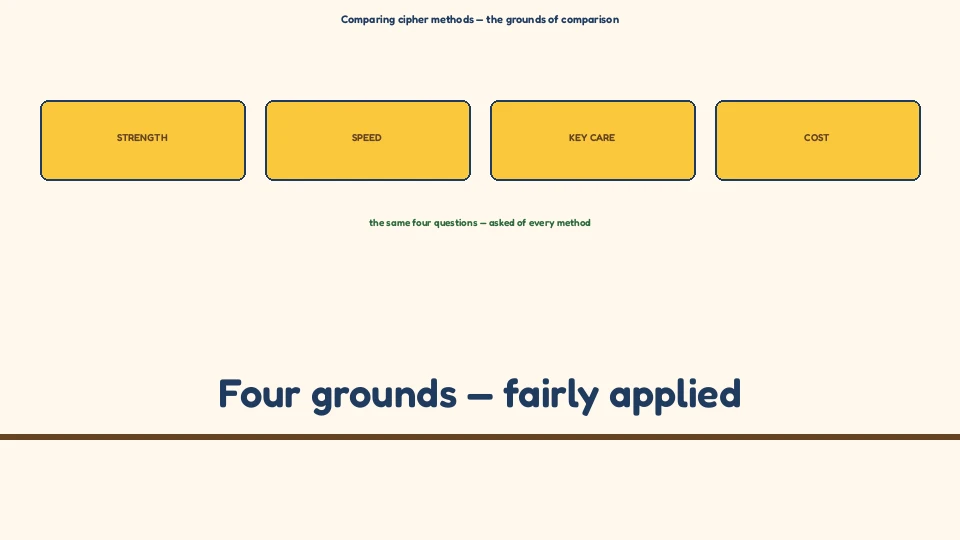 Comparing cipher methods — the grounds of comparison
STRENGTH
SPEED
KEY CARE
COST
the same four questions — asked of every method
Four grounds — fairly applied